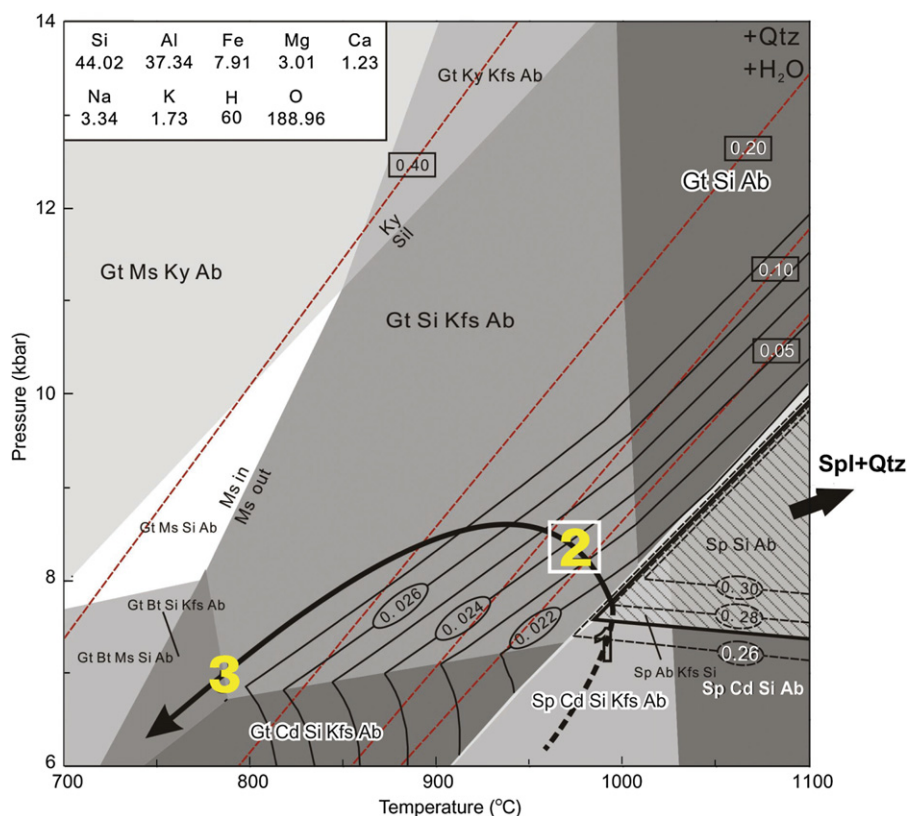 14
Si Al Fe Mg Ca
44.02 37.34 7.91 3.01 1.23
Na K H O
3.34 1.73 60 188.96
+Qtz
+H₂O
Gt Ky Kfs Ab
0.20
0.40
Gt Si Ab
12
Ky
Sil
Gt Ms Ky Ab
0.10
Gt Si Kfs Ab
0.05
10
Pressure (kbar)
Spl+Qtz
Ms in
Ms out
Gt Ms Si Ab
2
Sp Si Ab
8
0.30
Gt Bt Si Kfs Ab
0.026
0.024
0.022
0.28
1
0.26
Gt Bt Ms Si Ab
3
Sp Ab Kfs Si
Sp Cd Si Kfs Ab
Sp Cd Si Ab
Gt Cd Si Kfs Ab
6
700 800 900 1000 1100
Temperature (°C)